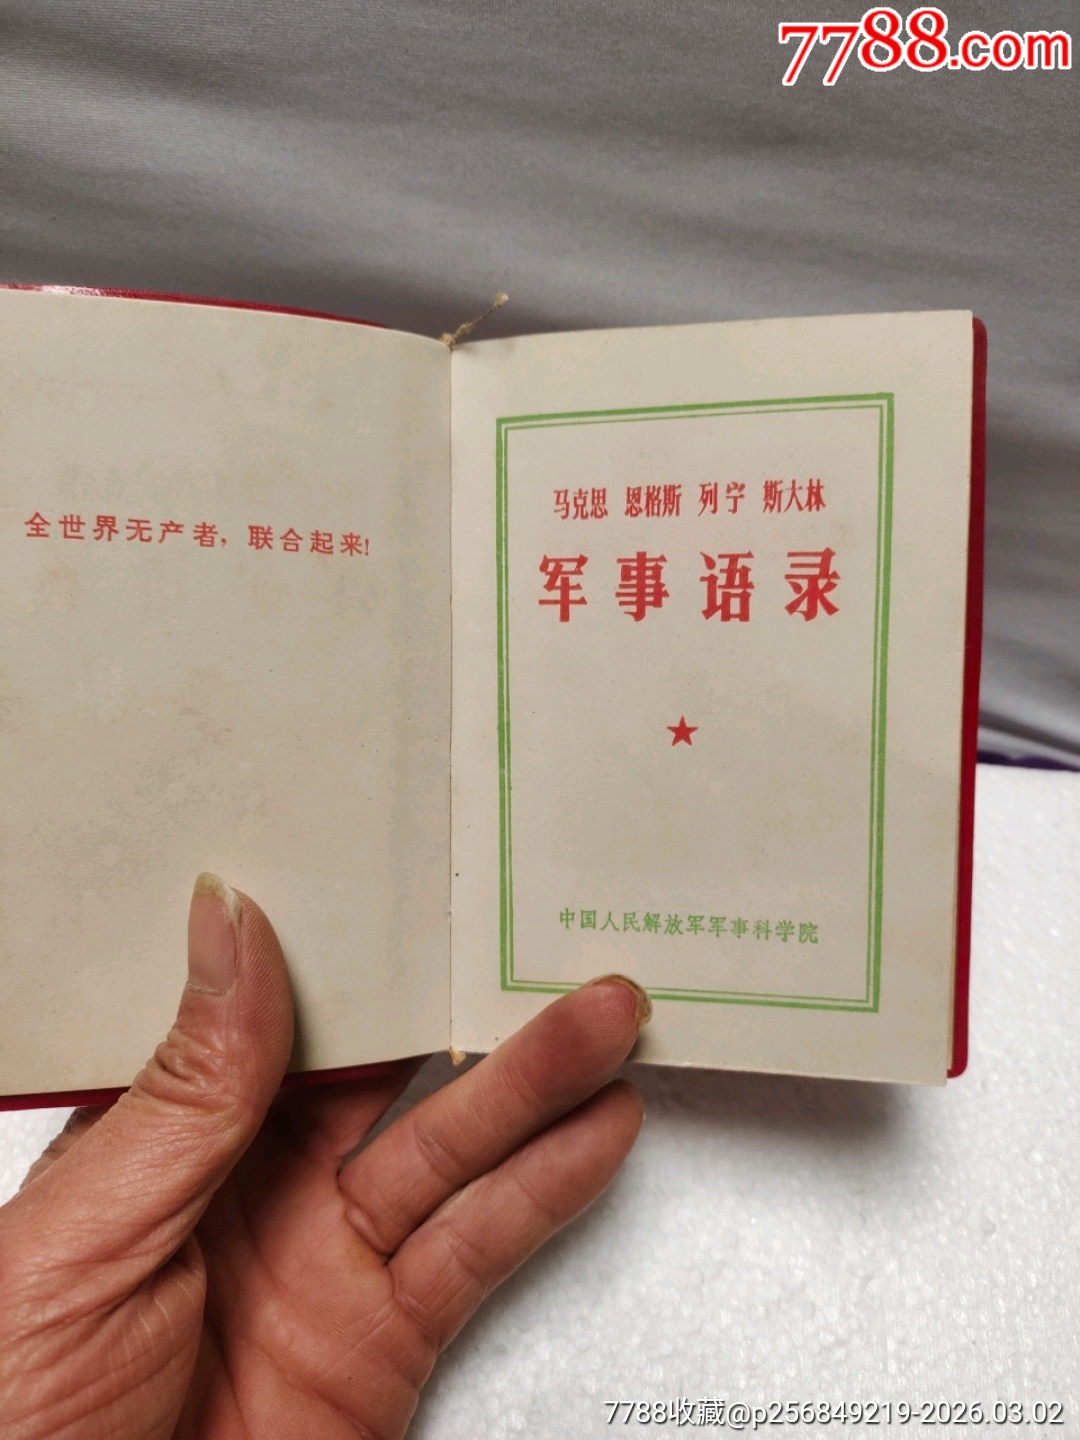 7788.com
全世界无产者，联合起来！
马克思 恩格斯 列宁 斯大林
军事语录
中国人民解放军军事科学院
7788收藏@p256849219-2026.03.02